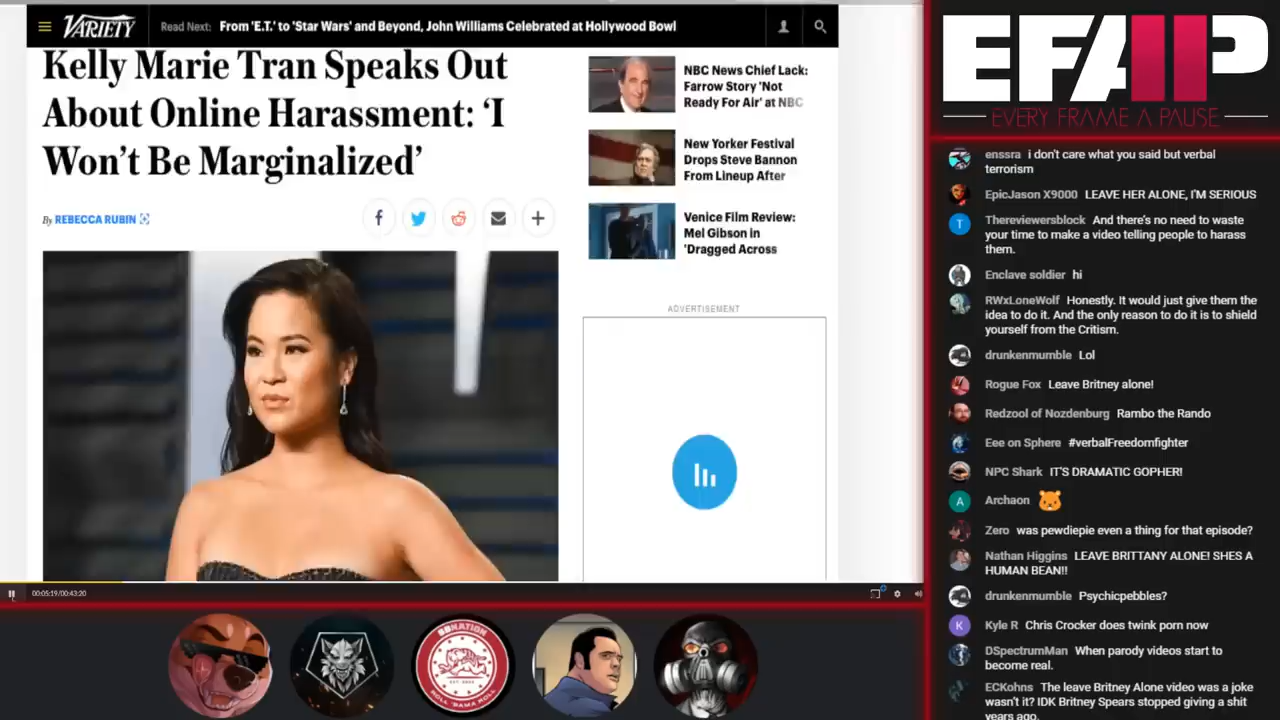 VARIETY
Read Next: From 'E.T.' to 'Star Wars' and Beyond, John Williams Celebrated at Hollywood Bowl
Kelly Marie Tran Speaks Out
About Online Harassment: ‘I
Won’t Be Marginalized’
By REBECCA RUBIN
NBC News Chief Lack:
Farrow Story 'Not
Ready For Air' at NBC
New Yorker Festival
Drops Steve Bannon
From Lineup After
Venice Film Review:
Mel Gibson in
'Dragged Across
ADVERTISEMENT
00:05:19/00:43:20
BBNATION
ROLL 'DAMA ROLL
EFAP
EVERY FRAME A PAUSE
enssra i don't care what you said but verbal
terrorism
EpicJason X9000 LEAVE HER ALONE, I'M SERIOUS
T
Thereviewersblock And there's no need to waste
your time to make a video telling people to harass
them.
Enclave soldier hi
RWxLoneWolf Honestly. It would just give them the
idea to do it. And the only reason to do it is to shield
yourself from the Critism.
drunkenmumble Lol
Rogue Fox Leave Britney alone!
Redzool of Nozdenburg Rambo the Rando
Eee on Sphere #verbalFreedomfighter
NPC Shark IT'S DRAMATIC GOPHER!
A
Archaon
Zero was pewdiepie even a thing for that episode?
Nathan Higgins LEAVE BRITTANY ALONE! SHES A
HUMAN BEAN!!
drunkenmumble Psychicpebbles?
K
Kyle R Chris Crocker does twink porn now
DSpectrumMan When parody videos start to
become real.
ECKohns The leave Britney Alone video was a joke
wasn't it? IDK Britney Spears stopped giving a shit
years ago.